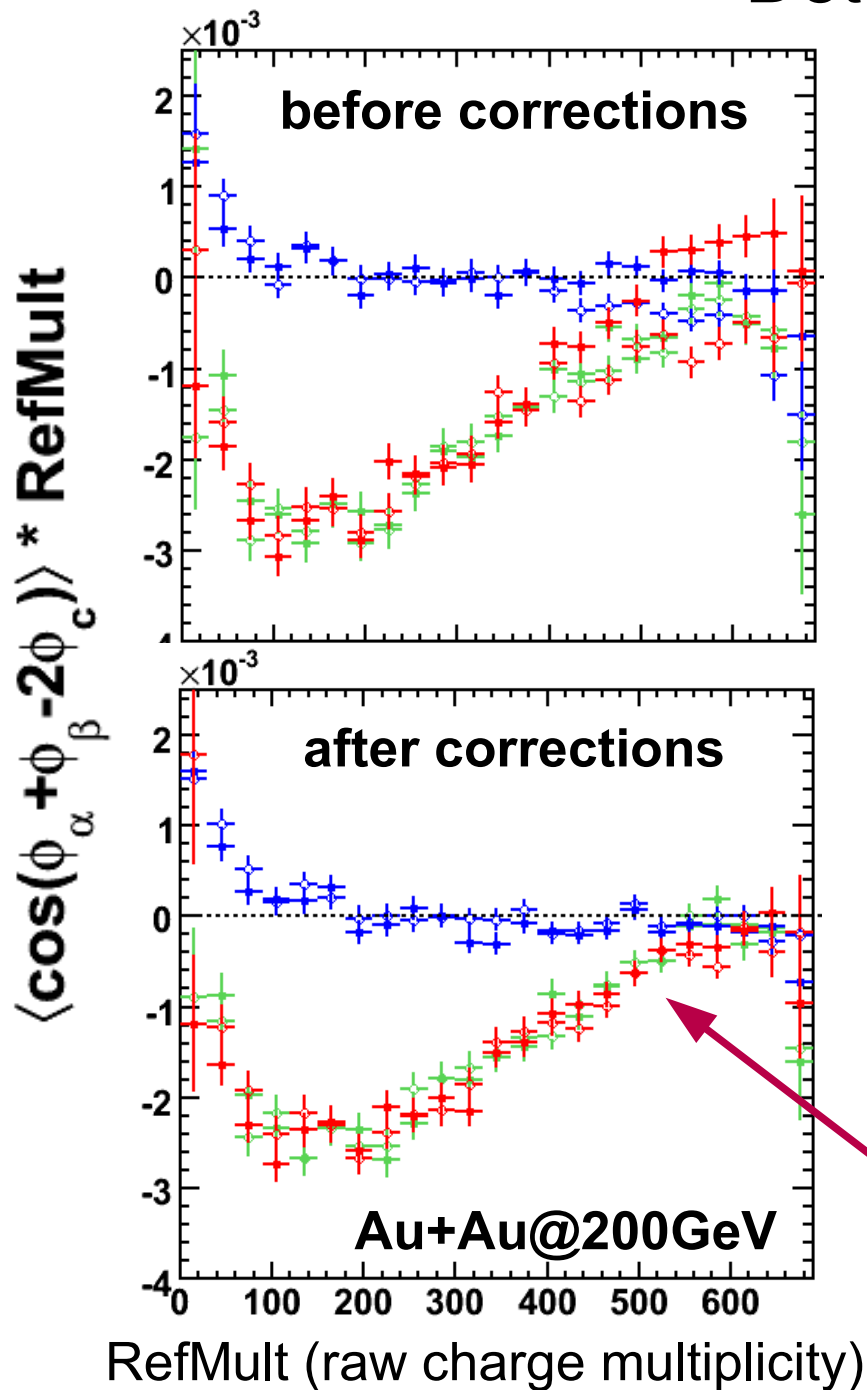 ×10⁻³
before corrections
2
1
0
-1
-2
-3
⟨cos(ϕα+ϕβ-2ϕc)⟩ * RefMult
×10⁻³
after corrections
2
1
0
-1
-2
-3
-4
Au+Au@200GeV
0 100 200 300 400 500 600
RefMult (raw charge multiplicity)